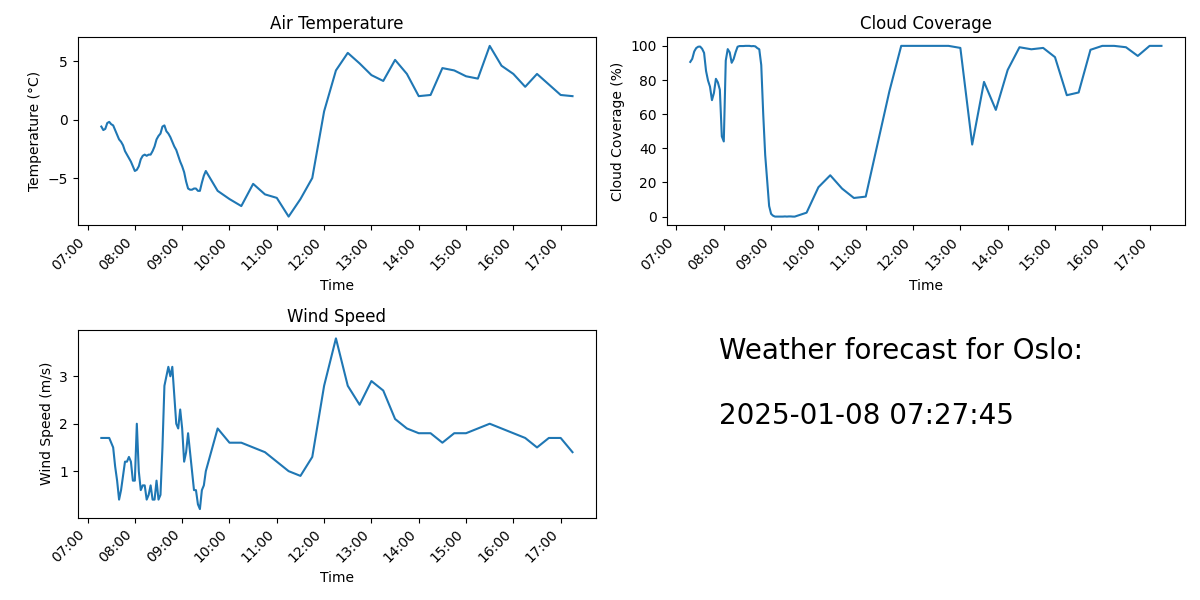 Air Temperature
Temperature (°C)
5
0
−5
07:00 08:00 09:00 10:00 11:00 12:00 13:00 14:00 15:00 16:00 17:00
Time
Cloud Coverage
Cloud Coverage (%)
100
80
60
40
20
0
07:00 08:00 09:00 10:00 11:00 12:00 13:00 14:00 15:00 16:00 17:00
Time
Wind Speed
Wind Speed (m/s)
3
2
1
07:00 08:00 09:00 10:00 11:00 12:00 13:00 14:00 15:00 16:00 17:00
Time
Weather forecast for Oslo:
2025-01-08 07:27:45